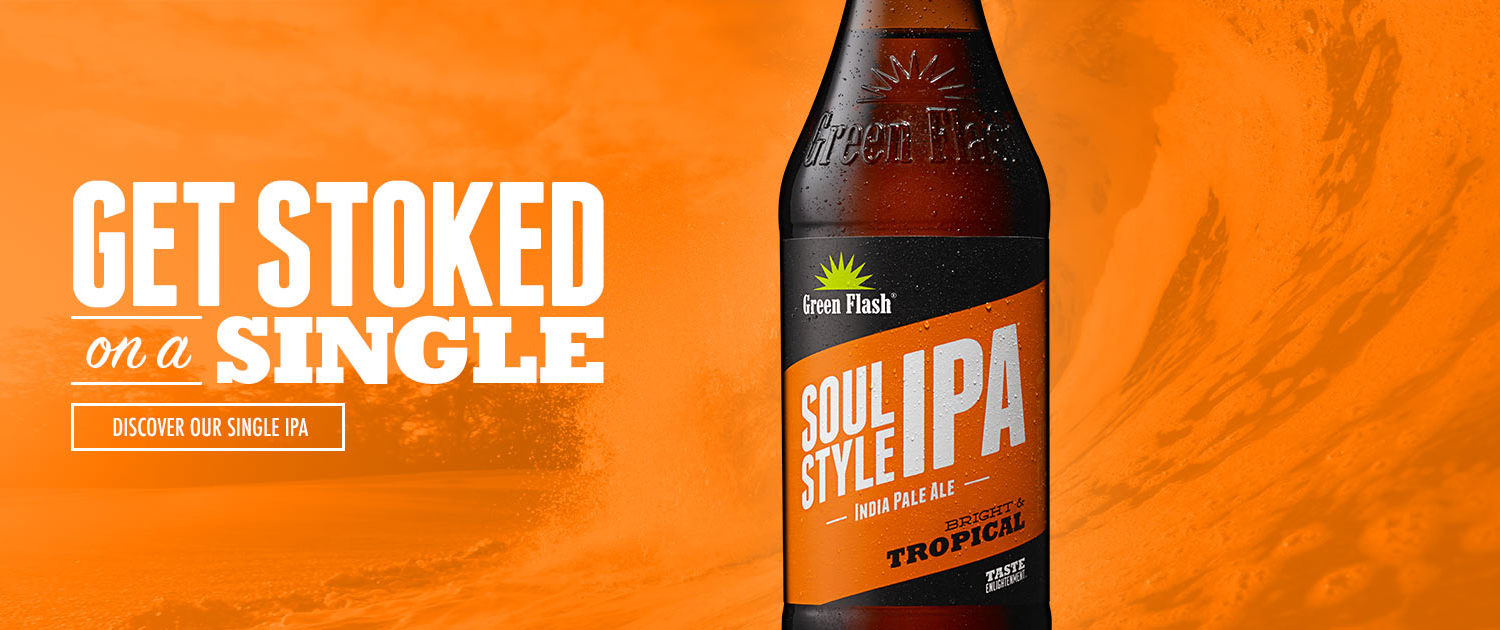 GET STOKED
on a SINGLE
DISCOVER OUR SINGLE IPA
Green Flash
Green Flash®
SOUL
STYLE
IPA
INDIA PALE ALE
BRIGHT &
TROPICAL
TASTE
ENLIGHTENMENT